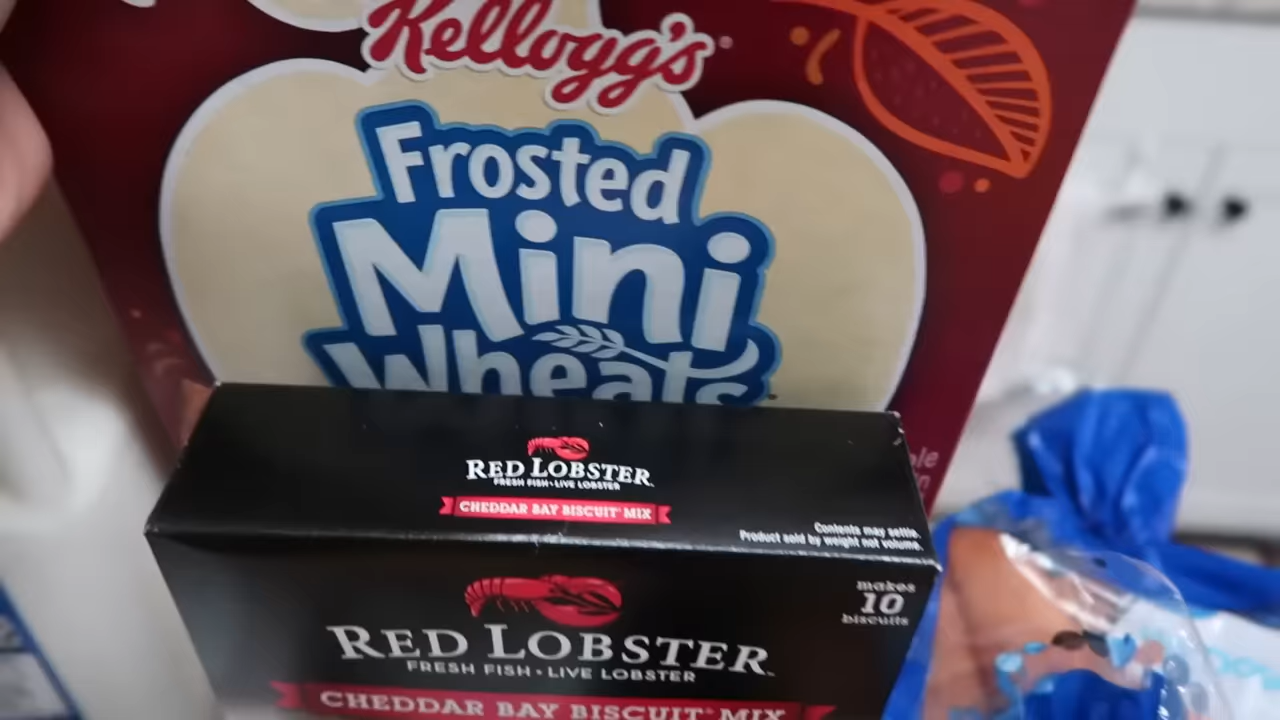 Kellogg's
Frosted
Mini
Wheats
RED LOBSTER
FRESH FISH • LIVE LOBSTER
CHEDDAR BAY BISCUIT® MIX
Contents may settle.
Product sold by weight not volume.
makes
10
biscuits
RED LOBSTER™
FRESH FISH • LIVE LOBSTER
CHEDDAR BAY BISCUIT® MIX